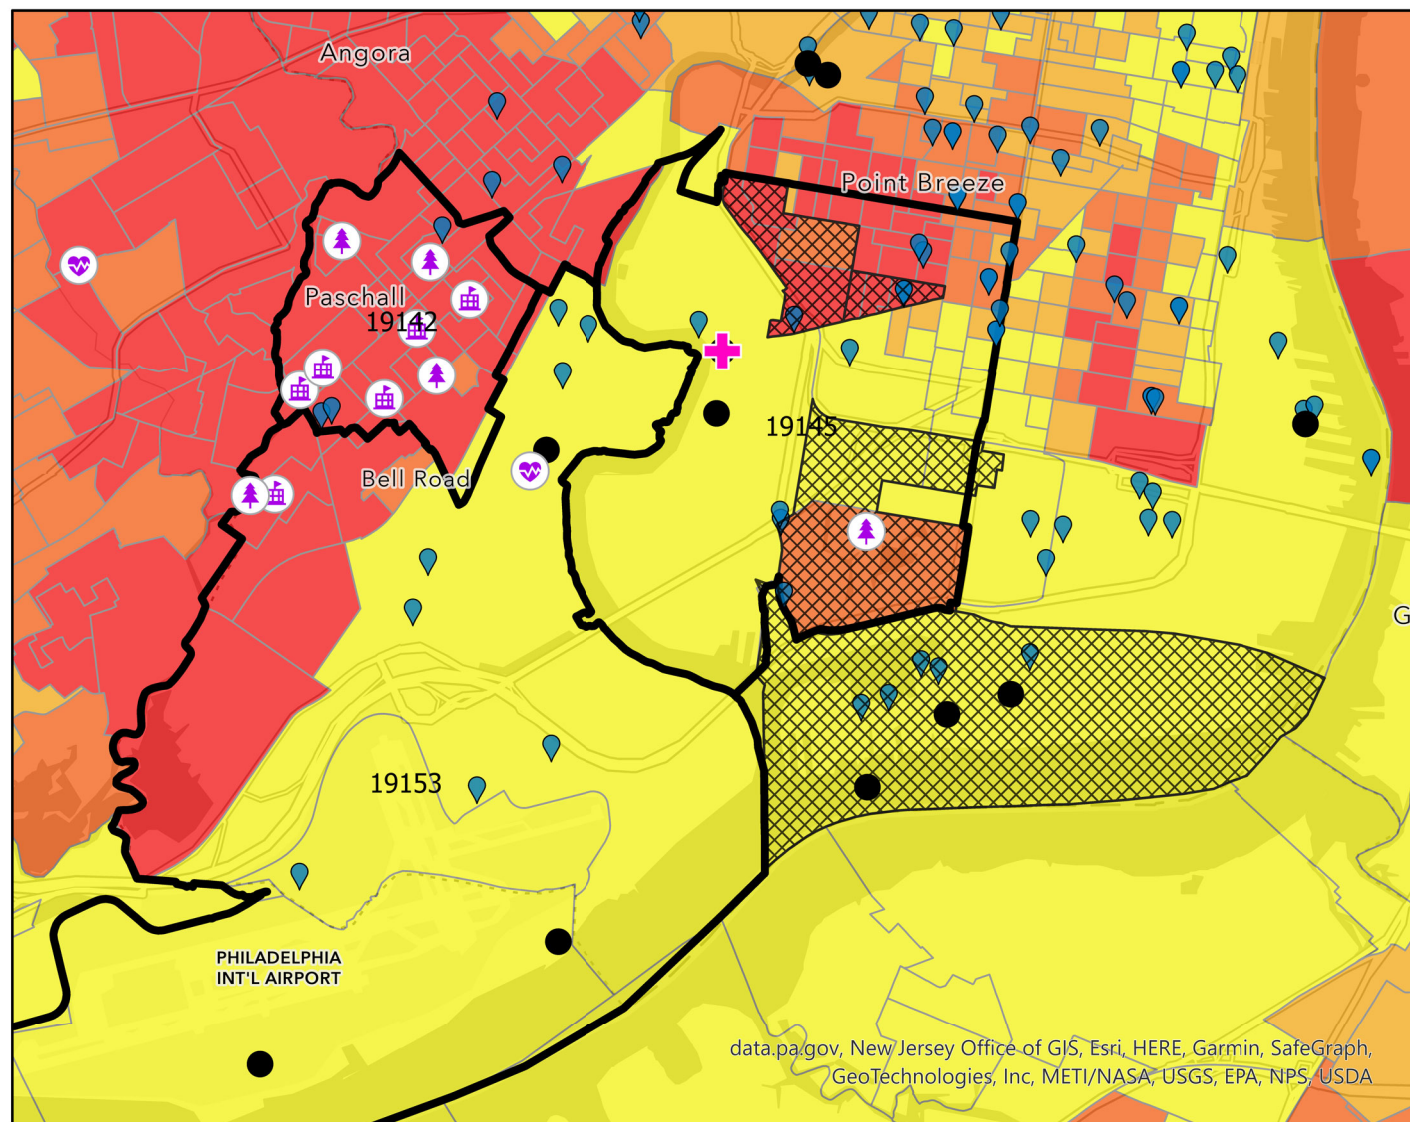 Angora
Point Breeze
Paschall
19142
19145
Bell Road
G
19153
PHILADELPHIA
INT'L AIRPORT
data.pa.gov, New Jersey Office of GIS, Esri, HERE, Garmin, SafeGraph,
GeoTechnologies, Inc, METI/NASA, USGS, EPA, NPS, USDA